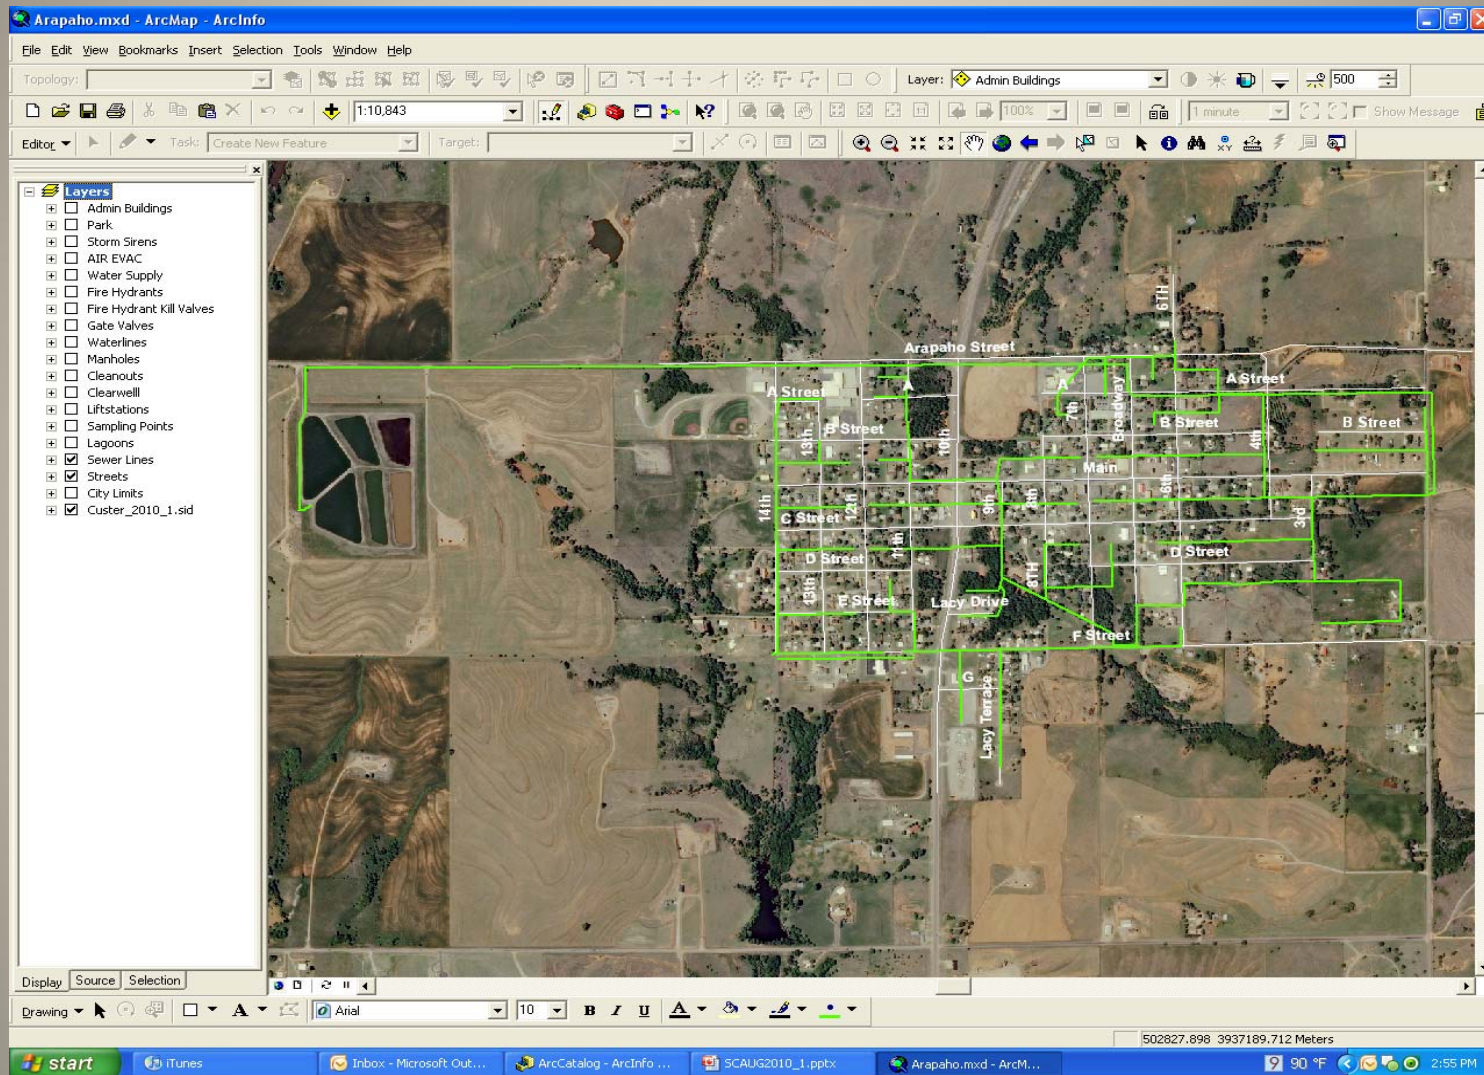 Arapaho.mxd - ArcMap - ArcInfo
File Edit View Bookmarks Insert Selection Tools Window Help
Topology: Layer: Admin Buildings 500
1:10,843 100% 1 minute Show Message
Editor Task: Create New Feature Target:
Layers
Admin Buildings
Park
Storm Sirens
AIR EVAC
Water Supply
Fire Hydrants
Fire Hydrant Kill Valves
Gate Valves
Waterlines
Manholes
Cleanouts
Clearwelll
Liftstations
Sampling Points
Lagoons
Sewer Lines
Streets
City Limits
Custer_2010_1.sid
6TH
Arapaho Street
A Street
A
A
7th
Broadway
A Street
13th
B Street
10th
B Street
4th
B Street
Main
14th
12th
9th
8th
6th
3rd
C Street
11th
D Street
D Street
13th
E Street
8TH
Lacy Drive
F Street
G
Lacy Terrace
Display Source Selection
Drawing A Arial 10 B I U A
502827.898 3937189.712 Meters
start iTunes Inbox - Microsoft Out... ArcCatalog - ArcInfo ... SCAUG2010_1.pptx Arapaho.mxd - ArcM... 9 90 °F 2:55 PM